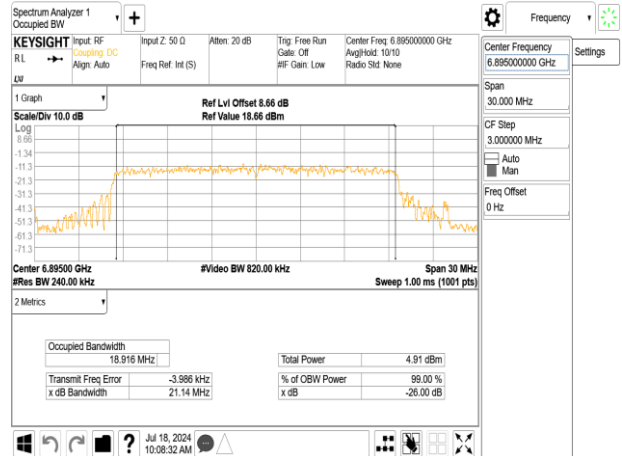 Spectrum Analyzer 1
Occupied BW
+
Frequency
KEYSIGHT
Input: RF
Input Z: 50 Ω
Atten: 20 dB
Trig: Free Run
Center Freq: 6.895000000 GHz
RL
Coupling: DC
Gate: Off
Avg|Hold: 10/10
Align: Auto
Freq Ref: Int (S)
#IF Gain: Low
Radio Std: None
LXI
Center Frequency
6.895000000 GHz
Settings
Span
30.000 MHz
CF Step
3.000000 MHz
Auto
Man
Freq Offset
0 Hz
1 Graph
Ref Lvl Offset 8.66 dB
Scale/Div 10.0 dB
Ref Value 18.66 dBm
Log
8.66
-1.34
-11.3
-21.3
-31.3
-41.3
-51.3
-61.3
-71.3
Center 6.89500 GHz
#Video BW 820.00 kHz
Span 30 MHz
#Res BW 240.00 kHz
Sweep 1.00 ms (1001 pts)
2 Metrics
Occupied Bandwidth
18.916 MHz
Total Power 4.91 dBm
Transmit Freq Error -3.986 kHz
% of OBW Power 99.00 %
x dB Bandwidth 21.14 MHz
x dB -26.00 dB
?
Jul 18, 2024
10:08:32 AM